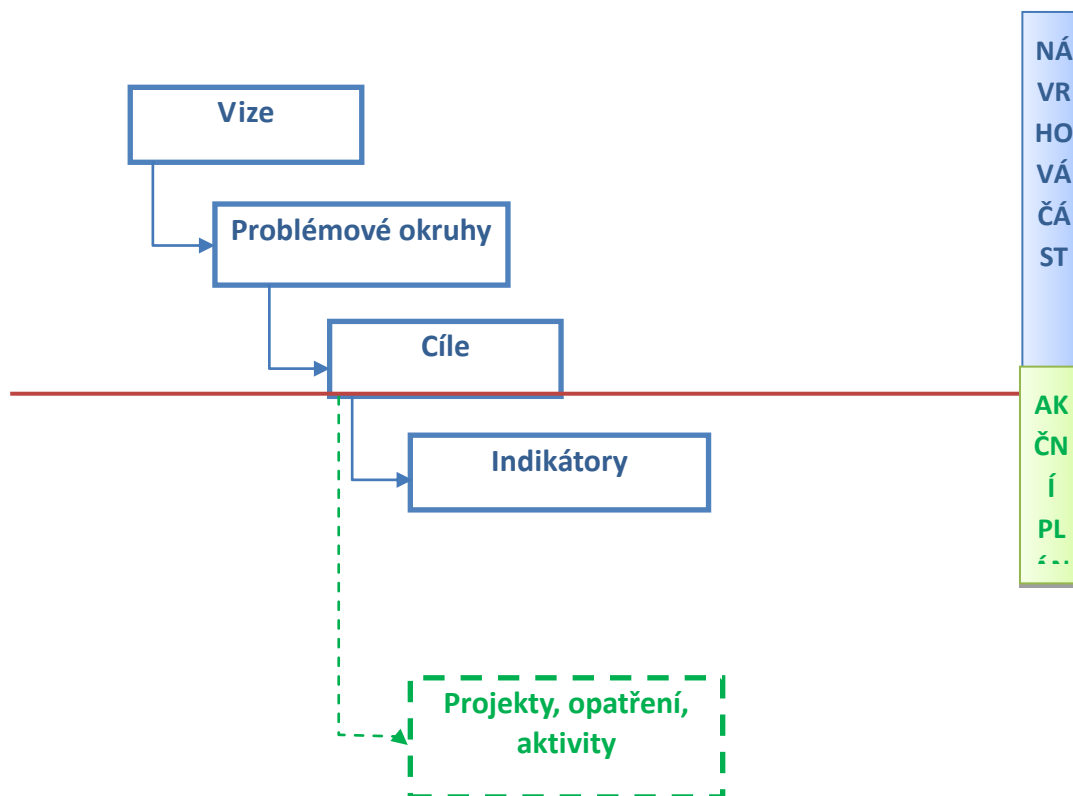 Vize
Problémové okruhy
Cíle
Indikátory
Projekty, opatření,
aktivity
NÁ
VR
HO
VÁ
ČÁ
ST
AK
ČN
Í
PL